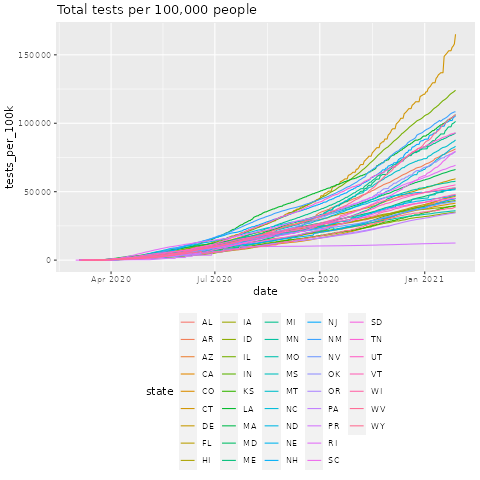 Total tests per 100,000 people
tests_per_100k
150000
100000
50000
0
Apr 2020 Jul 2020 Oct 2020 Jan 2021
date
state
AL IA MI NJ SD
AR ID MN NM TN
AZ IL MO NV UT
CA IN MS OK VT
CO KS MT OR WI
CT LA NC PA WV
DE MA ND PR WY
FL MD NE RI
HI ME NH SC